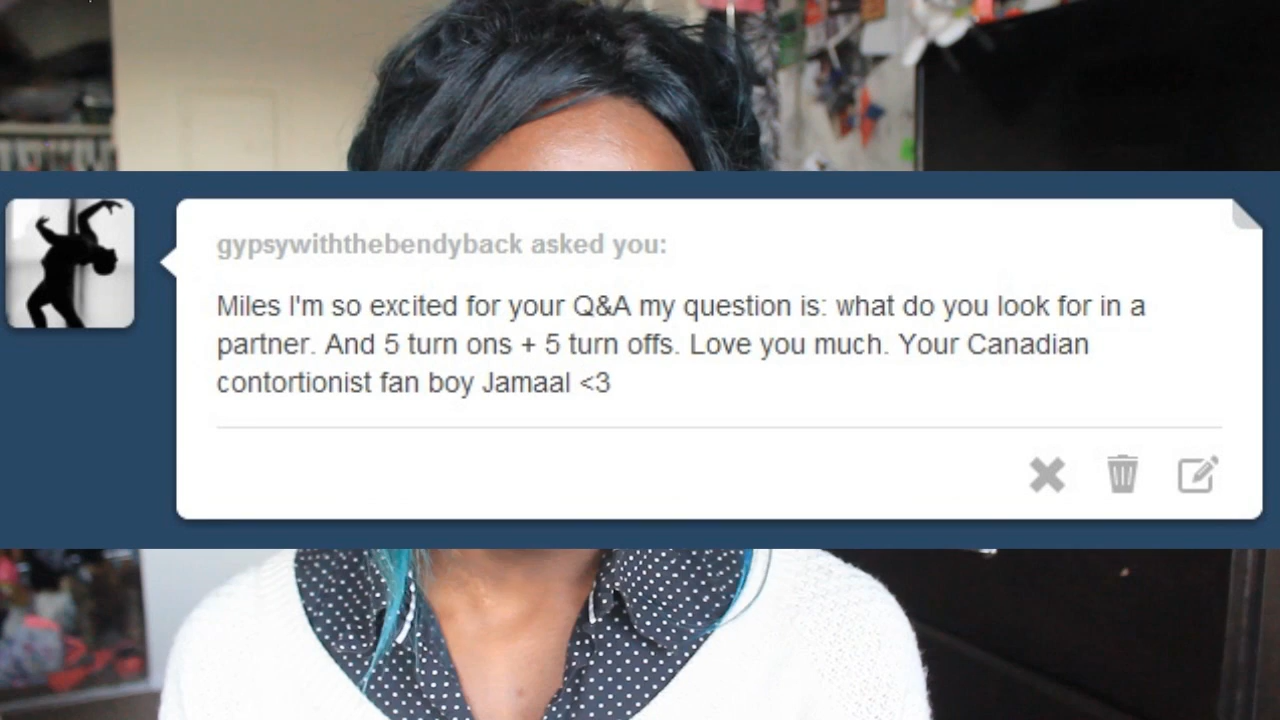 gypsywiththebendyback asked you:
Miles I'm so excited for your Q&A my question is: what do you look for in a
partner. And 5 turn ons + 5 turn offs. Love you much. Your Canadian
contortionist fan boy Jamaal <3